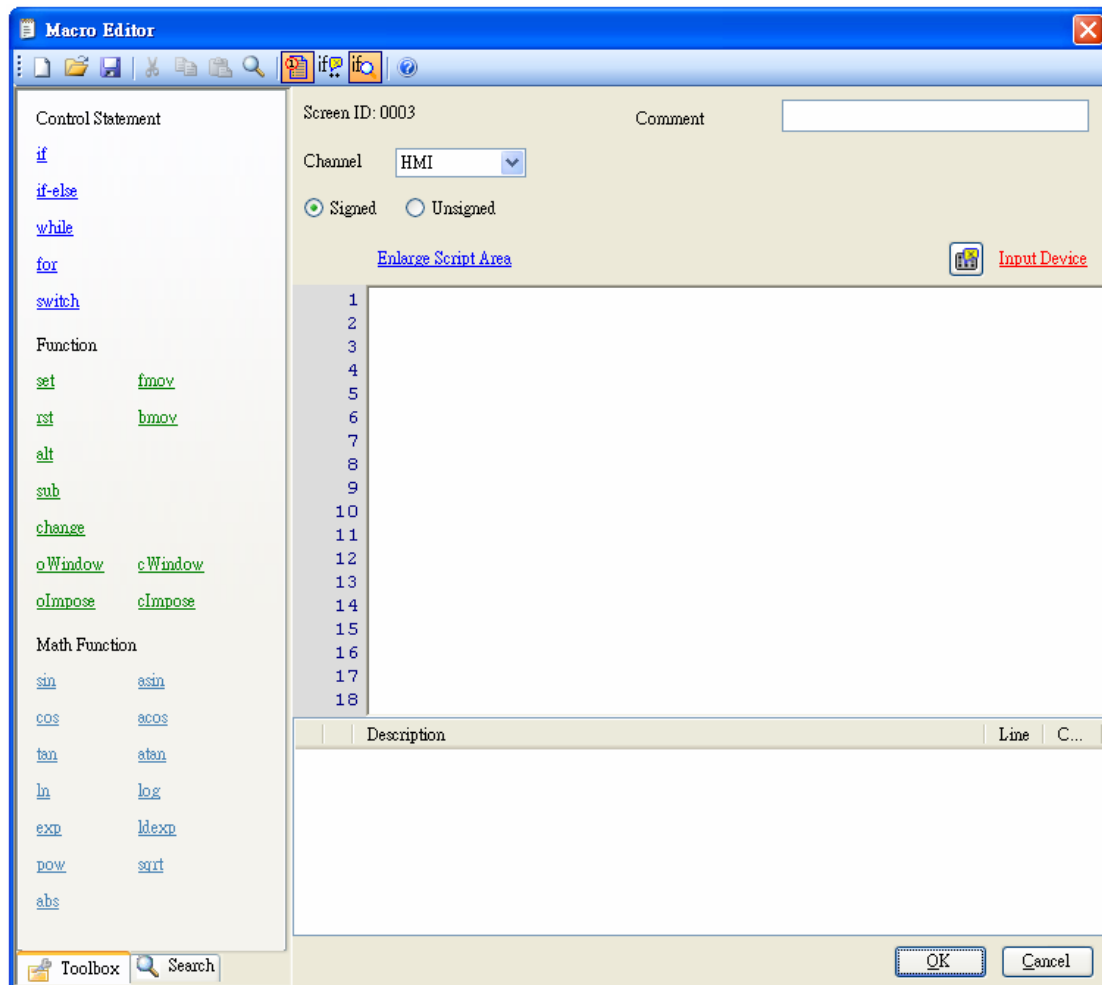 Macro Editor
if if
Control Statement
if
if-else
while
for
switch
Function
set fmov
rst bmov
alt
sub
change
oWindow cWindow
oImpose cImpose
Math Function
sin asin
cos acos
tan atan
ln log
exp ldexp
pow sqrt
abs
Toolbox Search
Screen ID: 0003 Comment
Channel HMI
Signed Unsigned
Enlarge Script Area Input Device
1
2
3
4
5
6
7
8
9
10
11
12
13
14
15
16
17
18
Description Line C...
OK Cancel